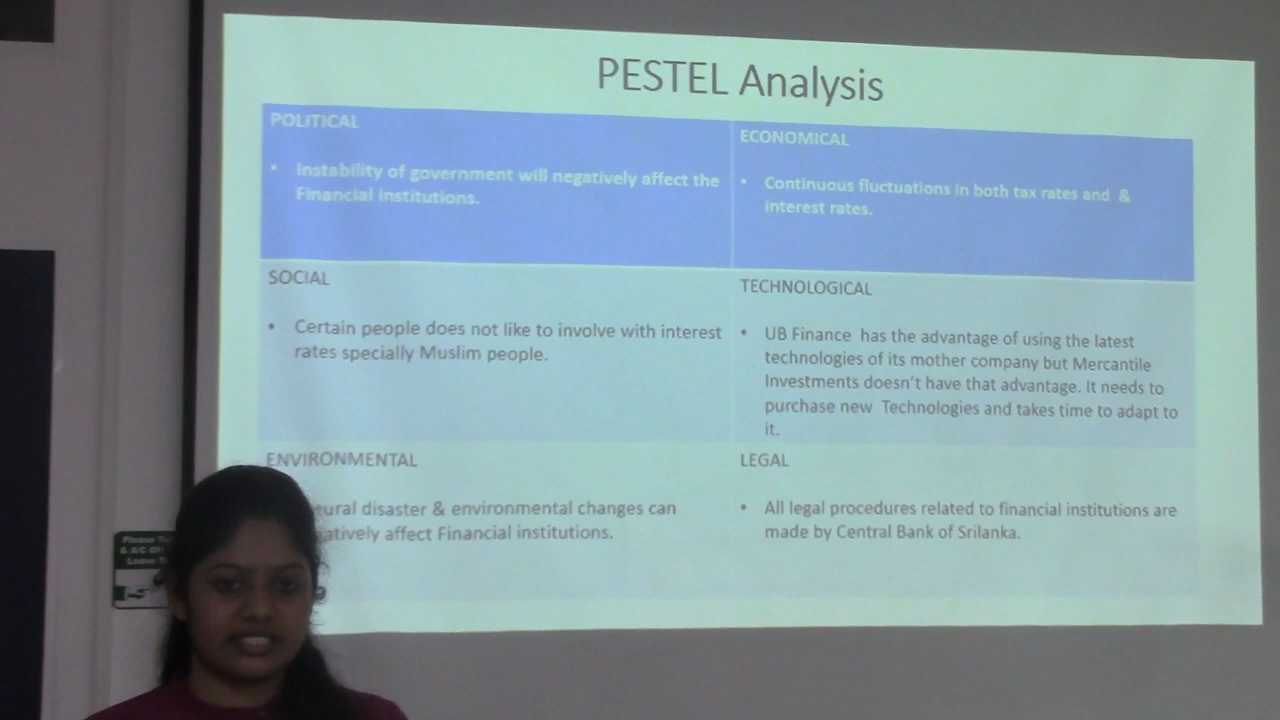 PESTEL Analysis
POLITICAL
• Instability of government will negatively affect the
Financial institutions.
ECONOMICAL
• Continuous fluctuations in both tax rates and &
interest rates.
SOCIAL
• Certain people does not like to involve with interest
rates specially Muslim people.
TECHNOLOGICAL
• UB Finance has the advantage of using the latest
technologies of its mother company but Mercantile
Investments doesn't have that advantage. It needs to
purchase new Technologies and takes time to adapt to
it.
ENVIRONMENTAL
disaster & environmental changes can
affect Financial institutions.
LEGAL
• All legal procedures related to financial institutions are
made by Central Bank of Srilanka.
Please
& AC
Leave